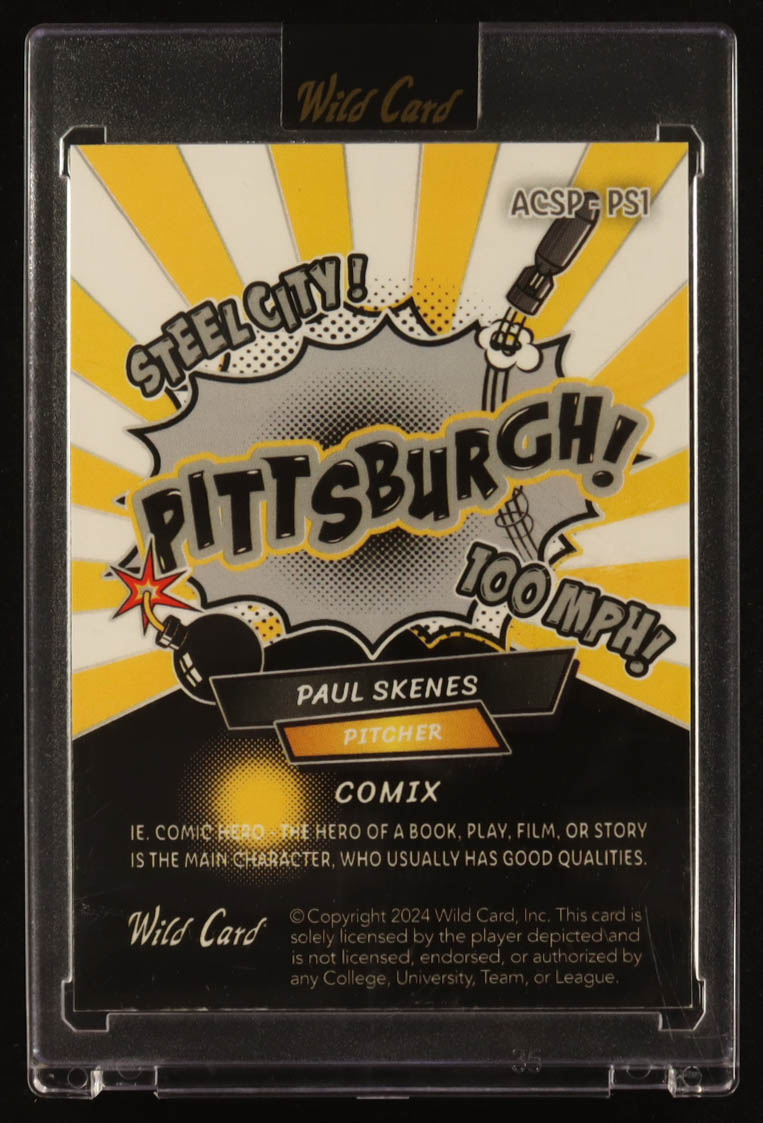 Wild Card
ACSP - PS1
STEEL CITY!
PITTSBURGH!
100 MPH!
PAUL SKENES
PITCHER
COMIX
IE. COMIC HERO - THE HERO OF A BOOK, PLAY, FILM, OR STORY
IS THE MAIN CHARACTER, WHO USUALLY HAS GOOD QUALITIES.
Wild Card
© Copyright 2024 Wild Card, Inc. This card is
solely licensed by the player depicted and
is not licensed, endorsed, or authorized by
any College, University, Team, or League.
35